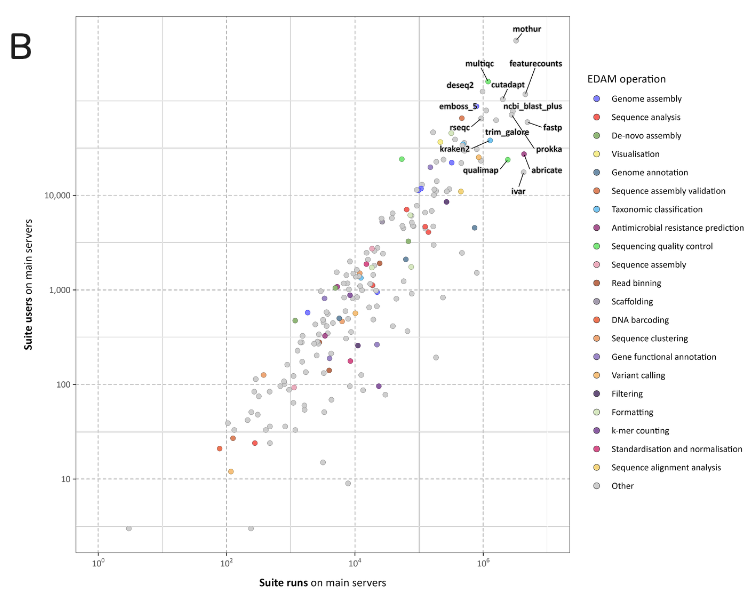 B
mothur
multiqc
featurecounts
deseq2
cutadapt
emboss_5
ncbi_blast_plus
rseqc
trim_galore
fastp
kraken2
prokka
qualimap
abricate
ivar
10,000
1,000
100
10
10^0
10^2
10^4
10^6
Suite users on main servers
Suite runs on main servers
EDAM operation
Genome assembly
Sequence analysis
De-novo assembly
Visualisation
Genome annotation
Sequence assembly validation
Taxonomic classification
Antimicrobial resistance prediction
Sequencing quality control
Sequence assembly
Read binning
Scaffolding
DNA barcoding
Sequence clustering
Gene functional annotation
Variant calling
Filtering
Formatting
k-mer counting
Standardisation and normalisation
Sequence alignment analysis
Other